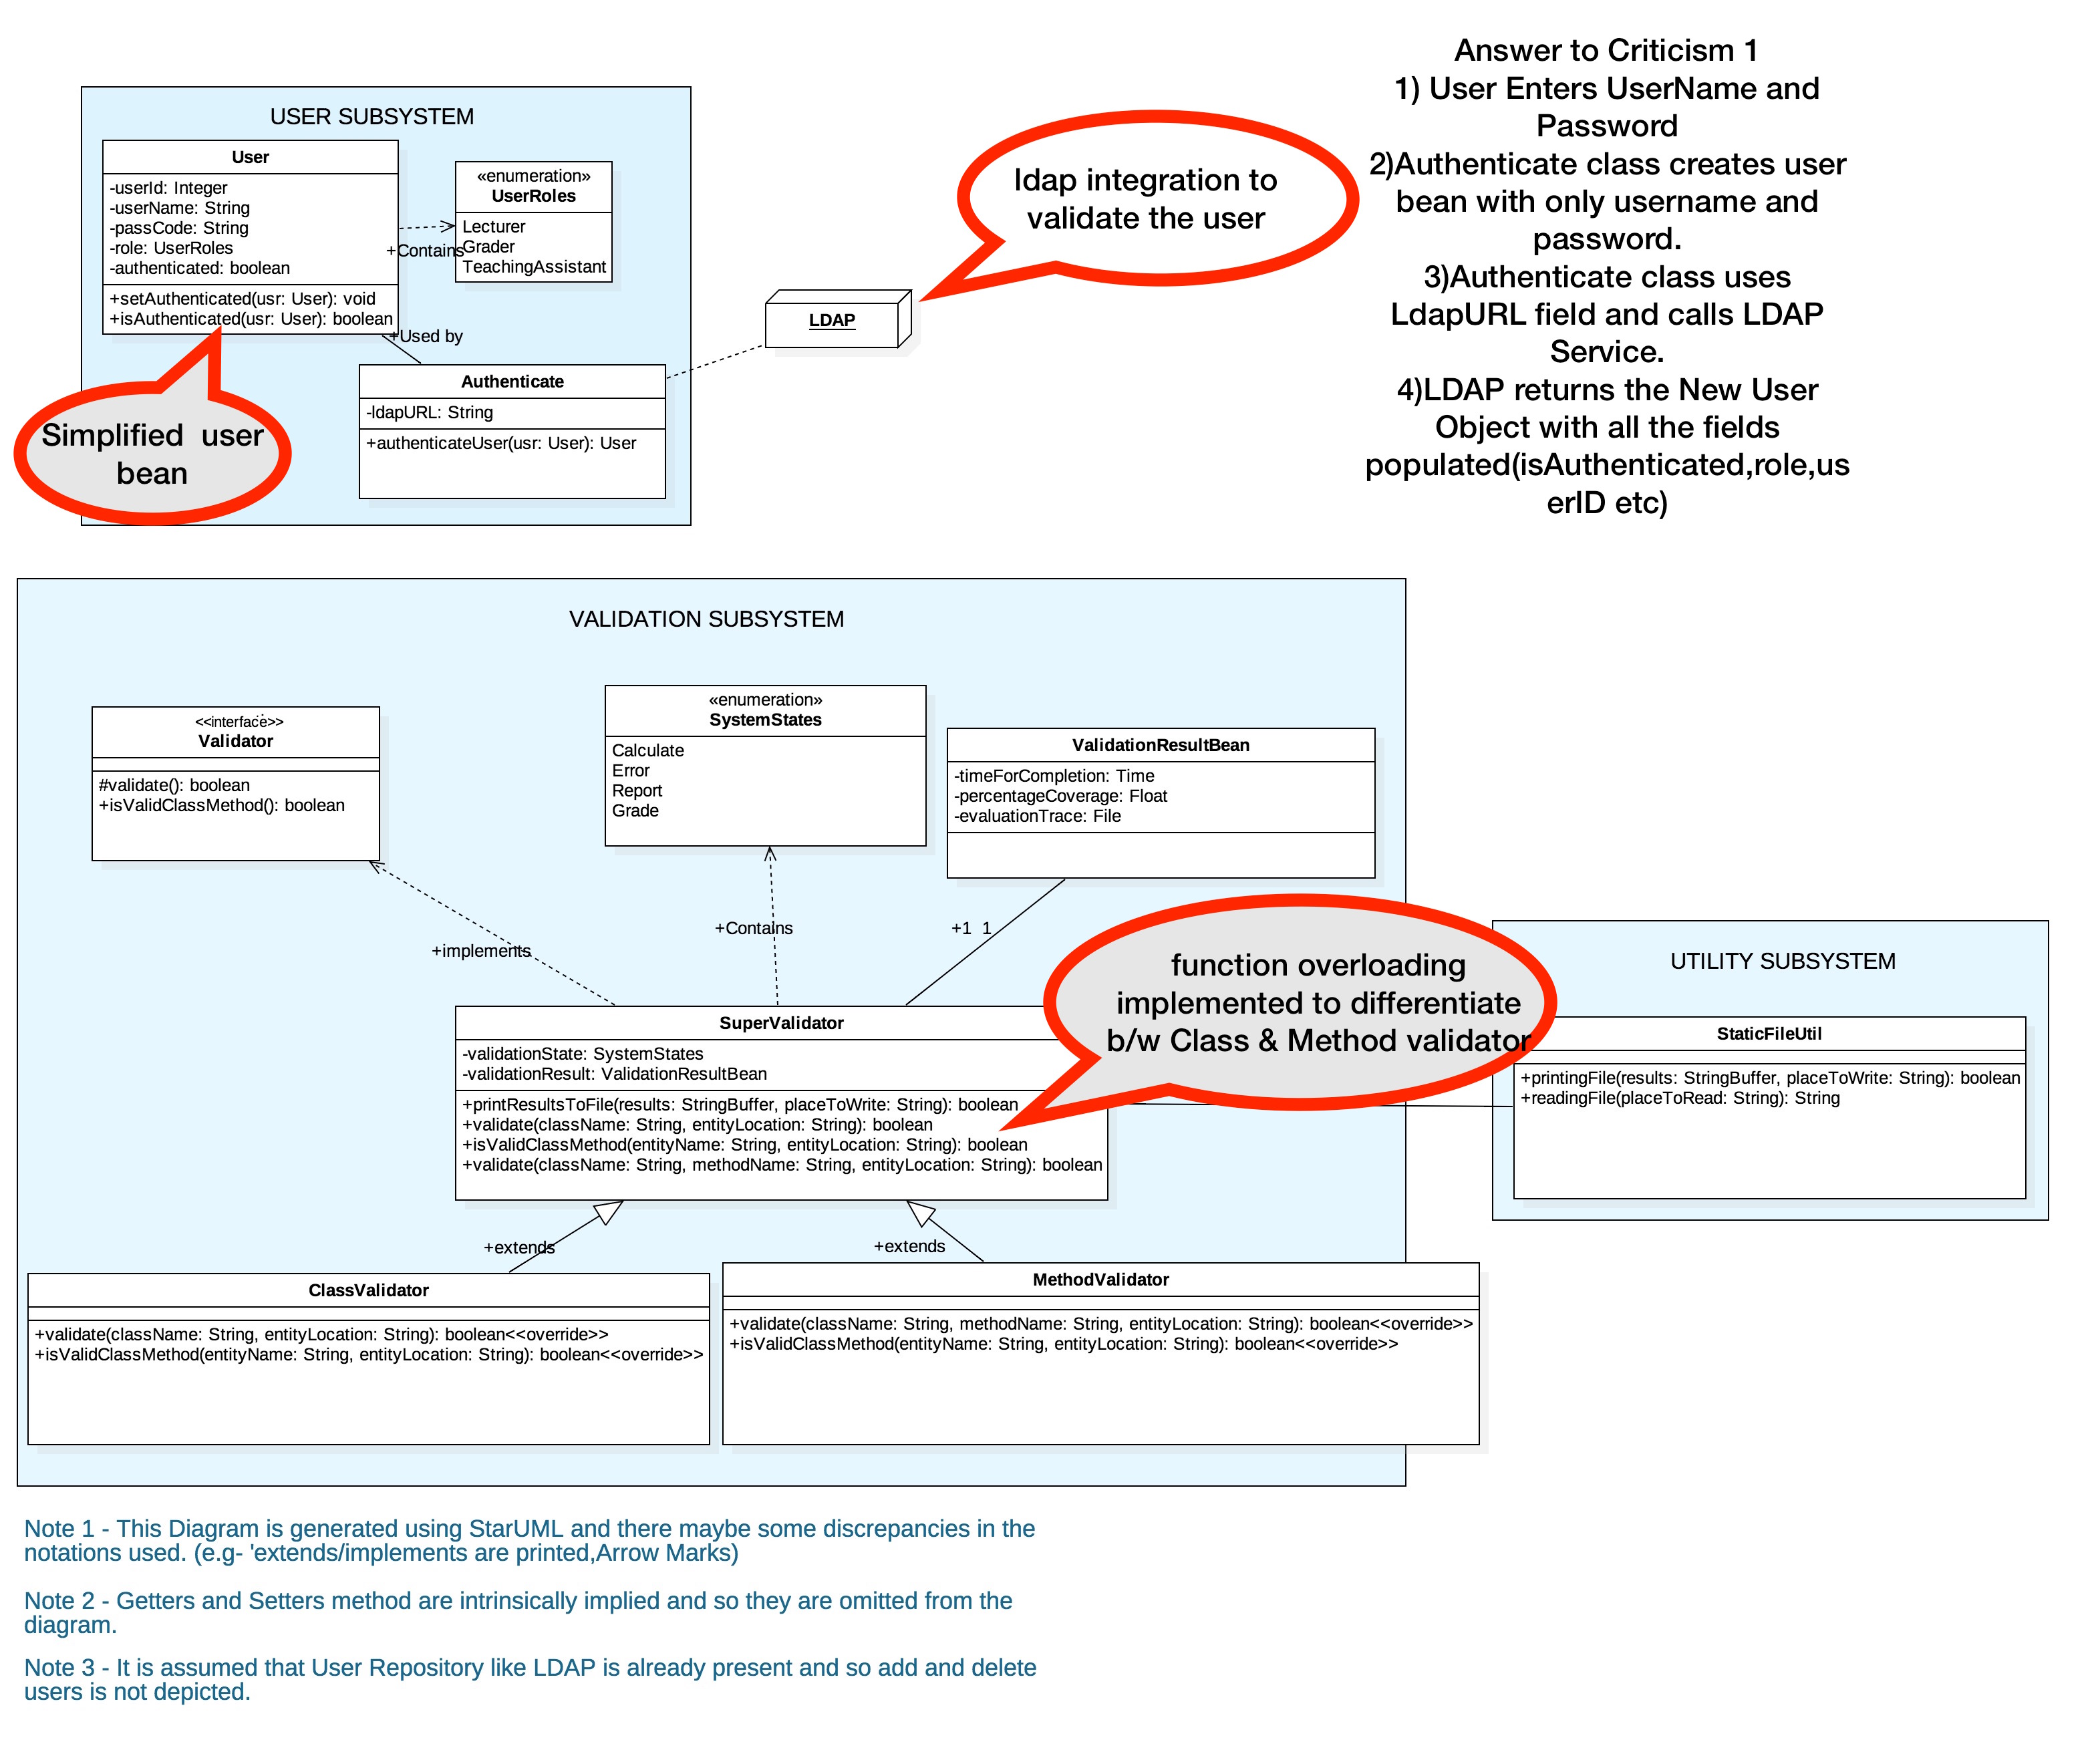 Answer to Criticism 1
1) User Enters UserName and
Password
2)Authenticate class creates user
bean with only username and
password.
3)Authenticate class uses
LdapURL field and calls LDAP
Service.
4)LDAP returns the New User
Object with all the fields
populated(isAuthenticated,role,us
erID etc)
USER SUBSYSTEM
User
-userId: Integer
-userName: String
-passCode: String
-role: UserRoles
-authenticated: boolean
+setAuthenticated(usr: User): void
+isAuthenticated(usr: User): boolean
+Contains
«enumeration»
UserRoles
Lecturer
Grader
TeachingAssistant
+Used by
Authenticate
-ldapURL: String
+authenticateUser(usr: User): User
Simplified user
bean
LDAP
ldap integration to
validate the user
VALIDATION SUBSYSTEM
<<interface>>
Validator
#validate(): boolean
+isValidClassMethod(): boolean
«enumeration»
SystemStates
Calculate
Error
Report
Grade
ValidationResultBean
-timeForCompletion: Time
-percentageCoverage: Float
-evaluationTrace: File
+implements
+Contains
+1 1
function overloading
implemented to differentiate
b/w Class & Method validator
SuperValidator
-validationState: SystemStates
-validationResult: ValidationResultBean
+printResultsToFile(results: StringBuffer, placeToWrite: String): boolean
+validate(className: String, entityLocation: String): boolean
+isValidClassMethod(entityName: String, entityLocation: String): boolean
+validate(className: String, methodName: String, entityLocation: String): boolean
UTILITY SUBSYSTEM
StaticFileUtil
+printingFile(results: StringBuffer, placeToWrite: String): boolean
+readingFile(placeToRead: String): String
+extends
+extends
ClassValidator
+validate(className: String, entityLocation: String): boolean<<override>>
+isValidClassMethod(entityName: String, entityLocation: String): boolean<<override>>
MethodValidator
+validate(className: String, methodName: String, entityLocation: String): boolean<<override>>
+isValidClassMethod(entityName: String, entityLocation: String): boolean<<override>>
Note 1 - This Diagram is generated using StarUML and there maybe some discrepancies in the
notations used. (e.g- 'extends/implements are printed,Arrow Marks)
Note 2 - Getters and Setters method are intrinsically implied and so they are omitted from the
diagram.
Note 3 - It is assumed that User Repository like LDAP is already present and so add and delete
users is not depicted.